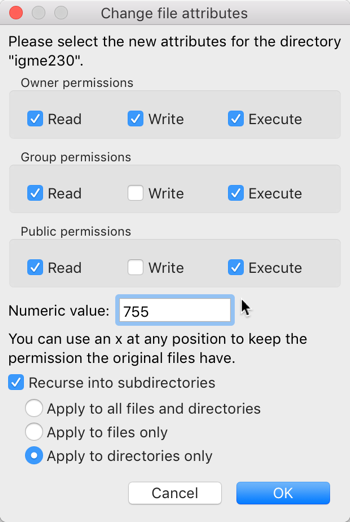 Change file attributes
Please select the new attributes for the directory
"igme230".
Owner permissions
Read Write Execute
Group permissions
Read Write Execute
Public permissions
Read Write Execute
Numeric value: 755
You can use an x at any position to keep the
permission the original files have.
Recurse into subdirectories
Apply to all files and directories
Apply to files only
Apply to directories only
Cancel OK